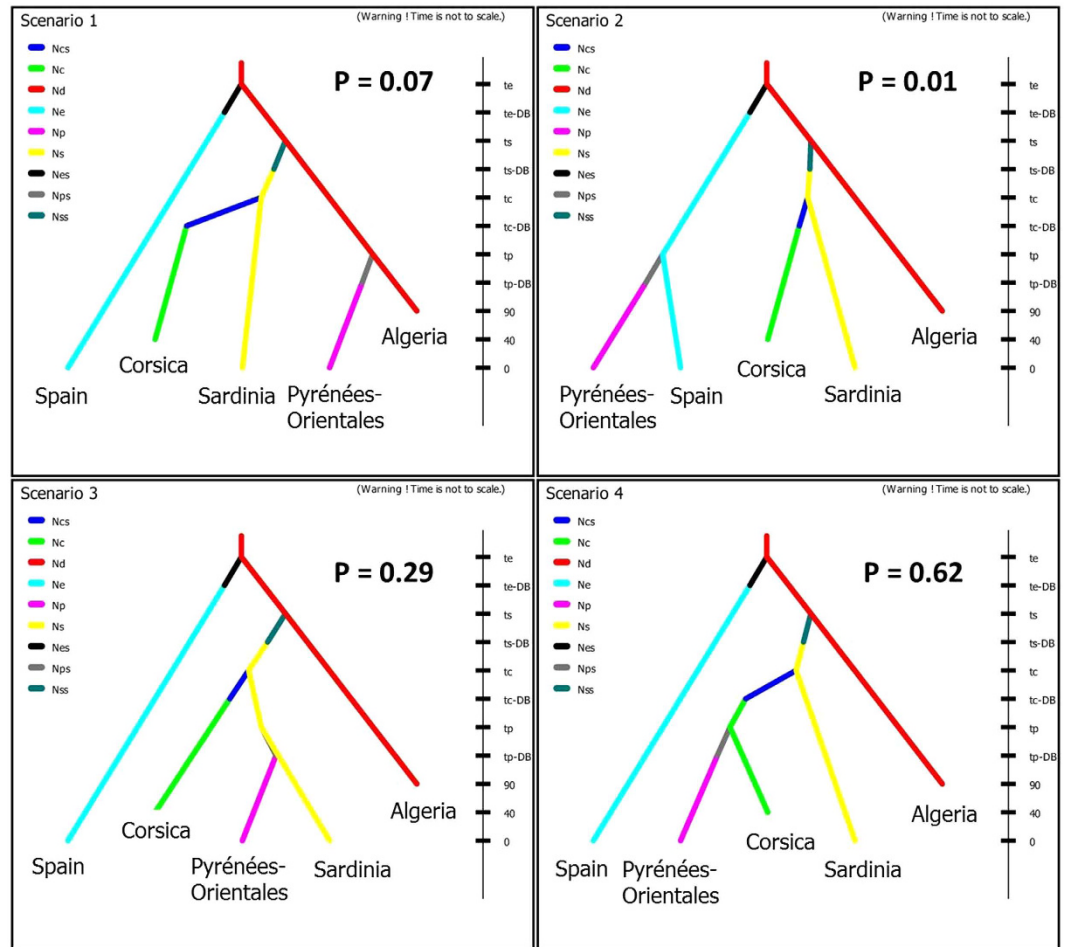 Scenario 1
(Warning ! Time is not to scale.)
Ncs
Nc
Nd
Ne
Np
Ns
Nes
Nps
Nss
P = 0.07
te
te-DB
ts
ts-DB
tc
tc-DB
tp
tp-DB
90
40
0
Algeria
Corsica
Spain
Sardinia
Pyrénées-
Orientales
Scenario 2
(Warning ! Time is not to scale.)
Ncs
Nc
Nd
Ne
Np
Ns
Nes
Nps
Nss
P = 0.01
te
te-DB
ts
ts-DB
tc
tc-DB
tp
tp-DB
90
40
0
Algeria
Corsica
Pyrénées-
Orientales
Spain
Sardinia
Scenario 3
(Warning ! Time is not to scale.)
Ncs
Nc
Nd
Ne
Np
Ns
Nes
Nps
Nss
P = 0.29
te
te-DB
ts
ts-DB
tc
tc-DB
tp
tp-DB
90
40
0
Algeria
Corsica
Spain
Pyrénées-
Orientales
Sardinia
Scenario 4
(Warning ! Time is not to scale.)
Ncs
Nc
Nd
Ne
Np
Ns
Nes
Nps
Nss
P = 0.62
te
te-DB
ts
ts-DB
tc
tc-DB
tp
tp-DB
90
40
0
Algeria
Corsica
Spain
Pyrénées-
Orientales
Sardinia